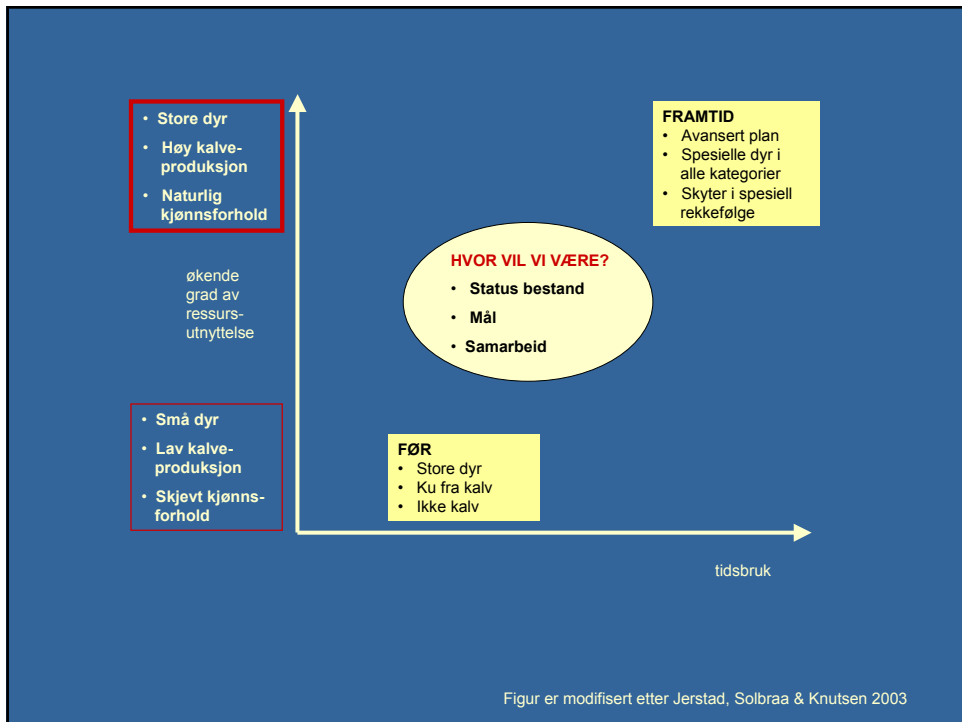 • Store dyr
• Høy kalve-
produksjon
• Naturlig
kjønnsforhold
FRAMTID
• Avansert plan
• Spesielle dyr i
alle kategorier
• Skyter i spesiell
rekkefølge
HVOR VIL VI VÆRE?
• Status bestand
• Mål
• Samarbeid
økende
grad av
ressurs-
utnyttelse
• Små dyr
• Lav kalve-
produksjon
• Skjevt kjønns-
forhold
FØR
• Store dyr
• Ku fra kalv
• Ikke kalv
tidsbruk
Figur er modifisert etter Jerstad, Solbraa & Knutsen 2003